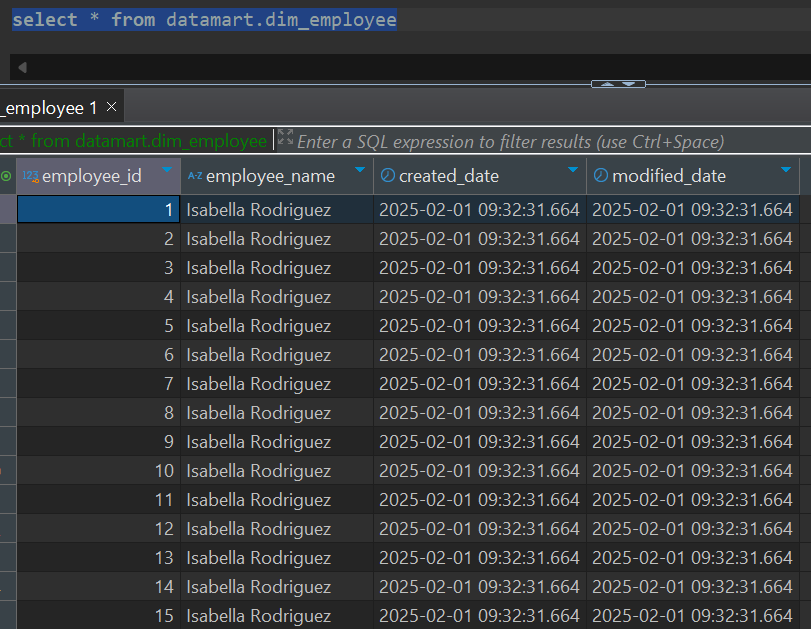 select * from datamart.dim_employee
_employee 1 ×
ct * from datamart.dim_employee Enter a SQL expression to filter results (use Ctrl+Space)
123 employee_id A-Z employee_name created_date modified_date
1 Isabella Rodriguez 2025-02-01 09:32:31.664 2025-02-01 09:32:31.664
2 Isabella Rodriguez 2025-02-01 09:32:31.664 2025-02-01 09:32:31.664
3 Isabella Rodriguez 2025-02-01 09:32:31.664 2025-02-01 09:32:31.664
4 Isabella Rodriguez 2025-02-01 09:32:31.664 2025-02-01 09:32:31.664
5 Isabella Rodriguez 2025-02-01 09:32:31.664 2025-02-01 09:32:31.664
6 Isabella Rodriguez 2025-02-01 09:32:31.664 2025-02-01 09:32:31.664
7 Isabella Rodriguez 2025-02-01 09:32:31.664 2025-02-01 09:32:31.664
8 Isabella Rodriguez 2025-02-01 09:32:31.664 2025-02-01 09:32:31.664
9 Isabella Rodriguez 2025-02-01 09:32:31.664 2025-02-01 09:32:31.664
10 Isabella Rodriguez 2025-02-01 09:32:31.664 2025-02-01 09:32:31.664
11 Isabella Rodriguez 2025-02-01 09:32:31.664 2025-02-01 09:32:31.664
12 Isabella Rodriguez 2025-02-01 09:32:31.664 2025-02-01 09:32:31.664
13 Isabella Rodriguez 2025-02-01 09:32:31.664 2025-02-01 09:32:31.664
14 Isabella Rodriguez 2025-02-01 09:32:31.664 2025-02-01 09:32:31.664
15 Isabella Rodriguez 2025-02-01 09:32:31.664 2025-02-01 09:32:31.664